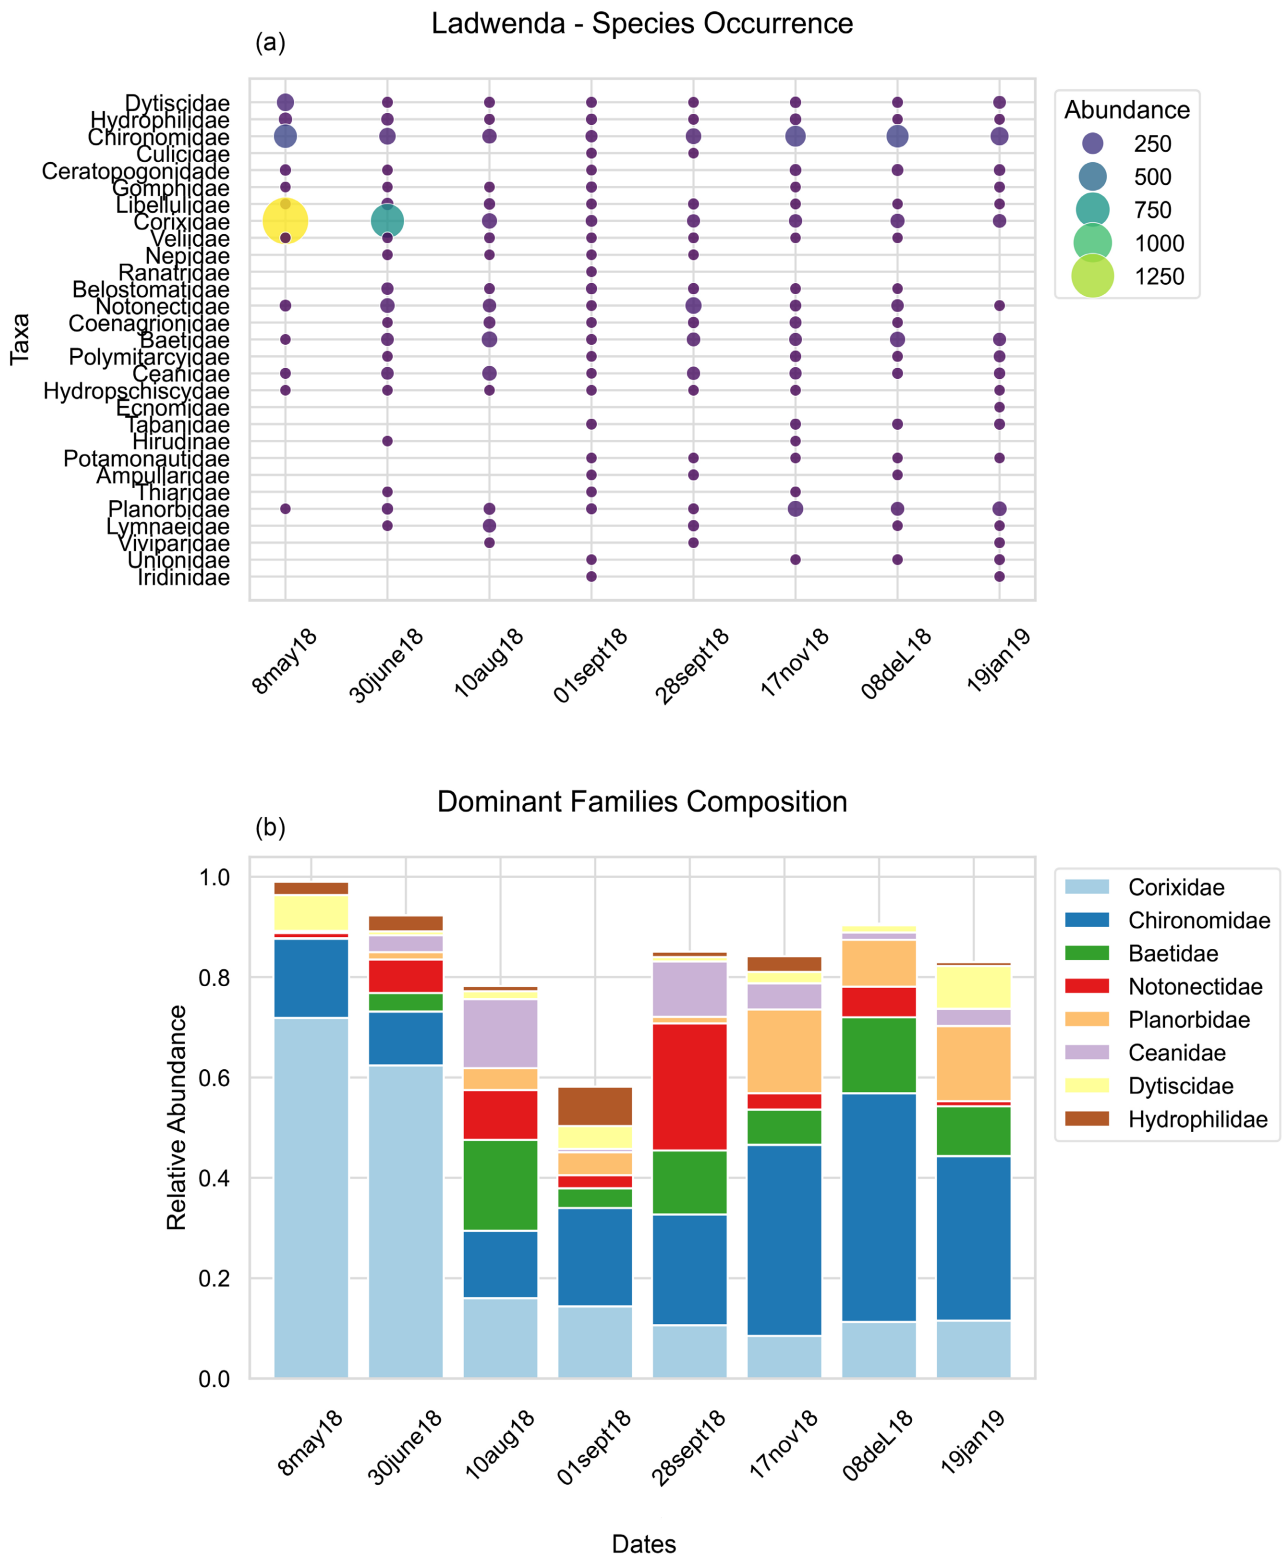 Ladwenda - Species Occurrence
(a)
Dytiscidae
Hydrophilidae
Chironomidae
Culicidae
Ceratopogonidade
Gomphidae
Libellulidae
Corixidae
Veliidae
Nepidae
Ranatridae
Belostomatidae
Notonectidae
Coenagrionidae
Baetidae
Polymitarcyidae
Ceanidae
Hydropschiscydae
Ecnomidae
Tabanidae
Hirudinae
Potamonautidae
Ampullaridae
Thiaridae
Planorbidae
Lymnaeidae
Viviparidae
Unionidae
Iridinidae
Taxa
8may18
30june18
10aug18
01sept18
28sept18
17nov18
08deL18
19jan19
Abundance
250
500
750
1000
1250
Dominant Families Composition
(b)
1.0
0.8
0.6
0.4
0.2
0.0
Relative Abundance
8may18
30june18
10aug18
01sept18
28sept18
17nov18
08deL18
19jan19
Dates
Corixidae
Chironomidae
Baetidae
Notonectidae
Planorbidae
Ceanidae
Dytiscidae
Hydrophilidae